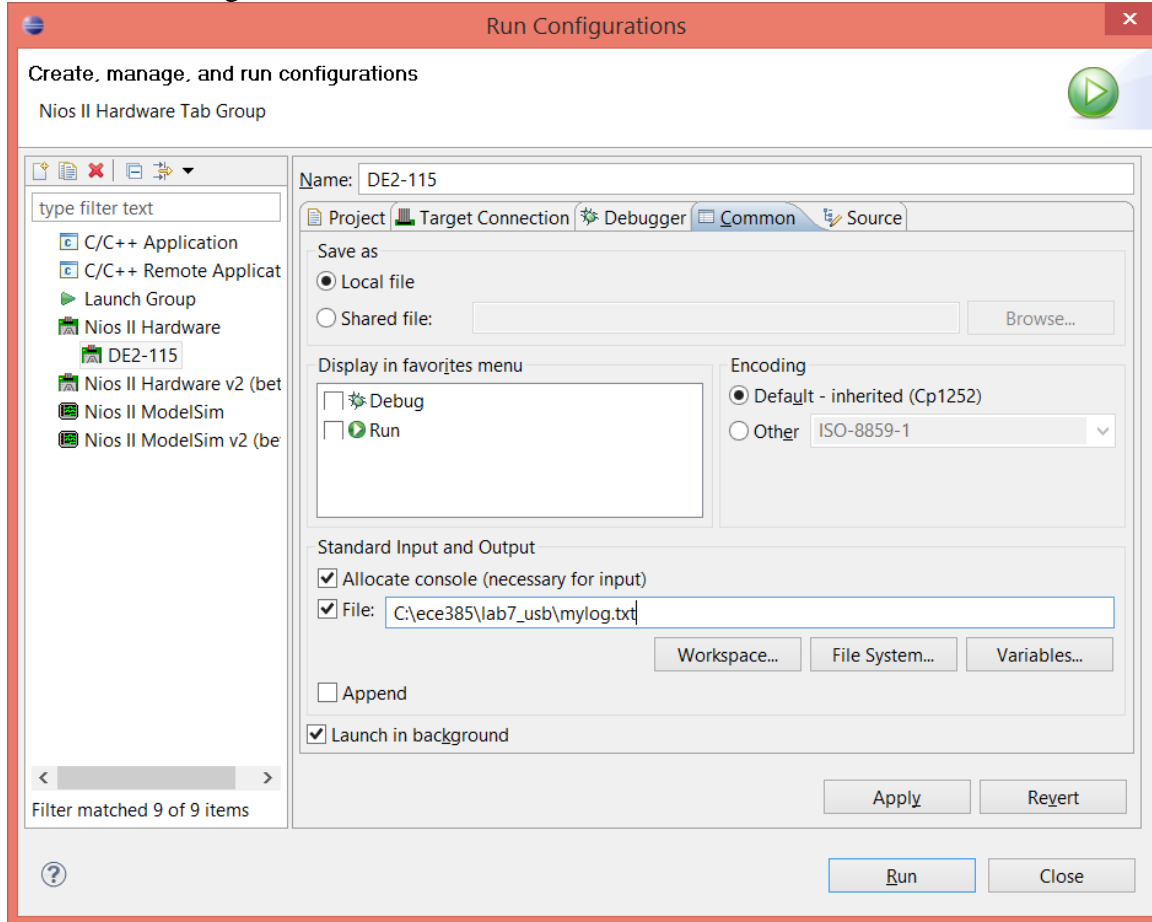 Run Configurations
x
Create, manage, and run configurations
Nios II Hardware Tab Group
type filter text
C/C++ Application
C/C++ Remote Applicat
Launch Group
Nios II Hardware
DE2-115
Nios II Hardware v2 (bet
Nios II ModelSim
Nios II ModelSim v2 (be
Filter matched 9 of 9 items
Name: DE2-115
Project Target Connection Debugger Common Source
Save as
Local file
Shared file: Browse...
Display in favorites menu
Debug
Run
Encoding
Default - inherited (Cp1252)
Other ISO-8859-1
Standard Input and Output
Allocate console (necessary for input)
File: C:\ece385\lab7_usb\mylog.txt
Workspace... File System... Variables...
Append
Launch in background
Apply Revert
? Run Close